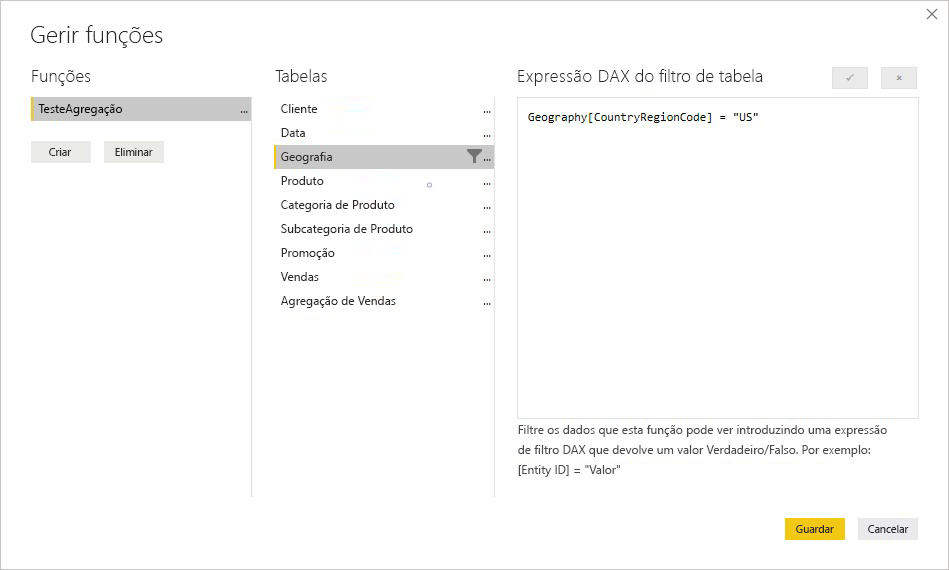 Gerir funções
Funções
TesteAgregação
...
Criar
Eliminar
Tabelas
Cliente
...
Data
...
Geografia
...
Produto
...
Categoria de Produto
...
Subcategoria de Produto
...
Promoção
...
Vendas
...
Agregação de Vendas
...
Expressão DAX do filtro de tabela
Geography[CountryRegionCode] = "US"
Filtre os dados que esta função pode ver introduzindo uma expressão
de filtro DAX que devolve um valor Verdadeiro/Falso. Por exemplo:
[Entity ID] = "Valor"
Guardar
Cancelar